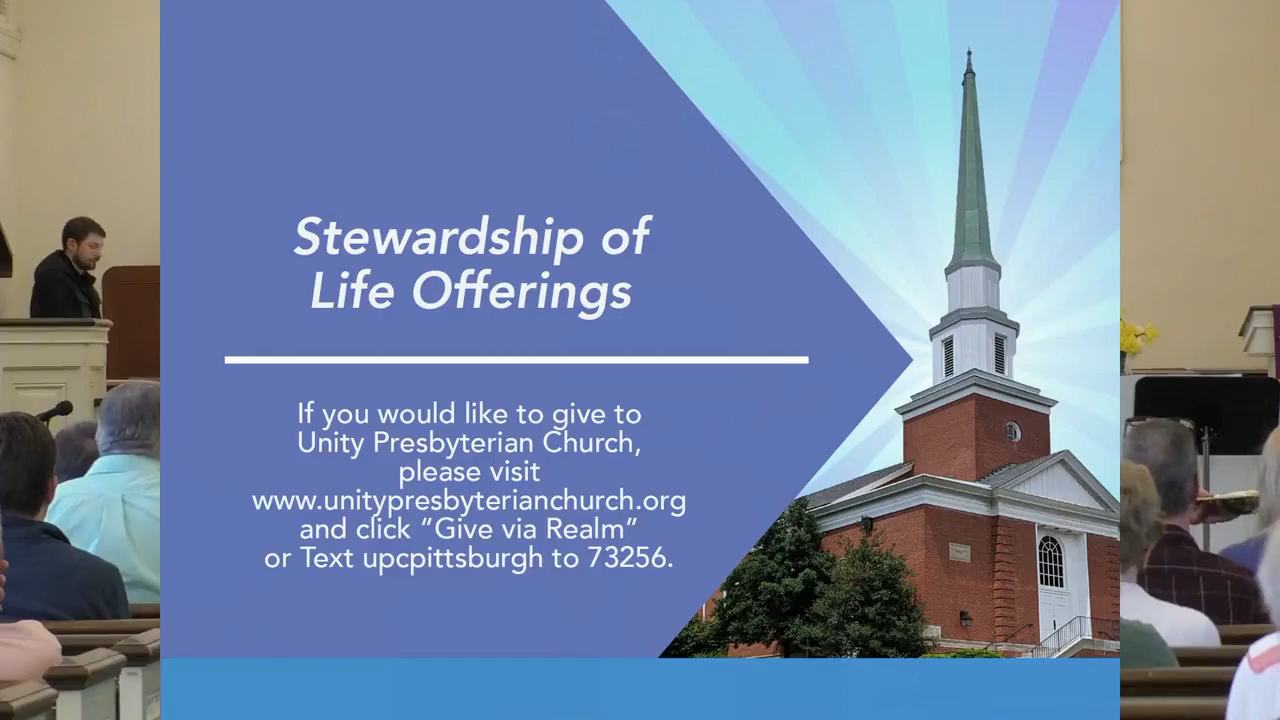 Stewardship of
Life Offerings
If you would like to give to
Unity Presbyterian Church,
please visit
www.unitypresbyterianchurch.org
and click “Give via Realm”
or Text upcpittsburgh to 73256.